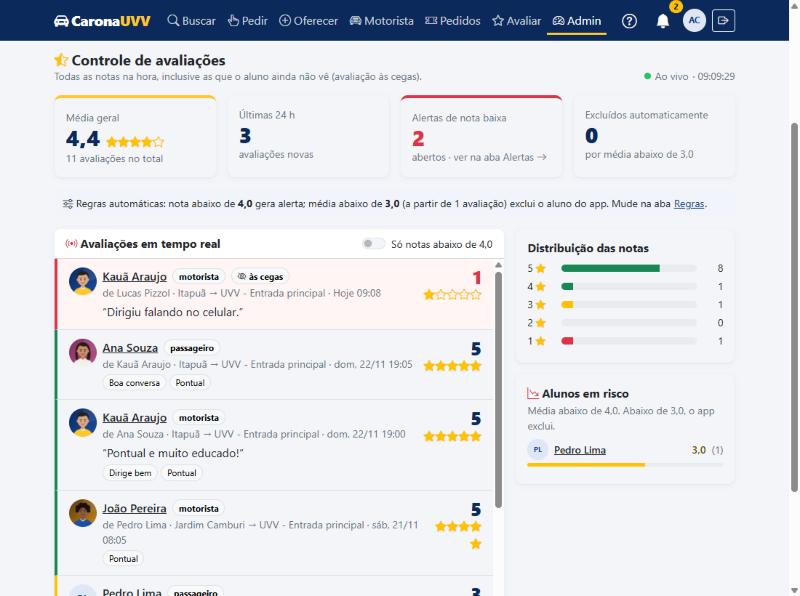 CaronaUVV Buscar Pedir Oferecer Motorista Pedidos Avaliar Admin ? 2 AC
Controle de avaliações
Todas as notas na hora, inclusive as que o aluno ainda não vê (avaliação às cegas).
Ao vivo · 09:09:29
Média geral
4,4
11 avaliações no total
Últimas 24 h
3
avaliações novas
Alertas de nota baixa
2
abertos · ver na aba Alertas →
Excluídos automaticamente
0
por média abaixo de 3,0
Regras automáticas: nota abaixo de 4,0 gera alerta; média abaixo de 3,0 (a partir de 1 avaliação) exclui o aluno do app. Mude na aba Regras.
Avaliações em tempo real
Só notas abaixo de 4,0
Kauã Araujo motorista às cegas 1
de Lucas Pizzol · Itapuã → UVV - Entrada principal · Hoje 09:08
“Dirigiu falando no celular.”
Ana Souza passageiro 5
de Kauã Araujo · Itapuã → UVV - Entrada principal · dom, 22/11 19:05
Boa conversa Pontual
Kauã Araujo motorista 5
de Ana Souza · Itapuã → UVV - Entrada principal · dom, 22/11 19:00
“Pontual e muito educado!”
Dirige bem Pontual
João Pereira motorista 5
de Pedro Lima · Jardim Camburi → UVV - Entrada principal · sáb, 21/11
08:05
Pontual
PL Pedro Lima passageiro 3
Distribuição das notas
5 8
4 1
3 1
2 0
1 1
Alunos em risco
Média abaixo de 4,0. Abaixo de 3,0, o app
exclui.
PL Pedro Lima 3,0 (1)